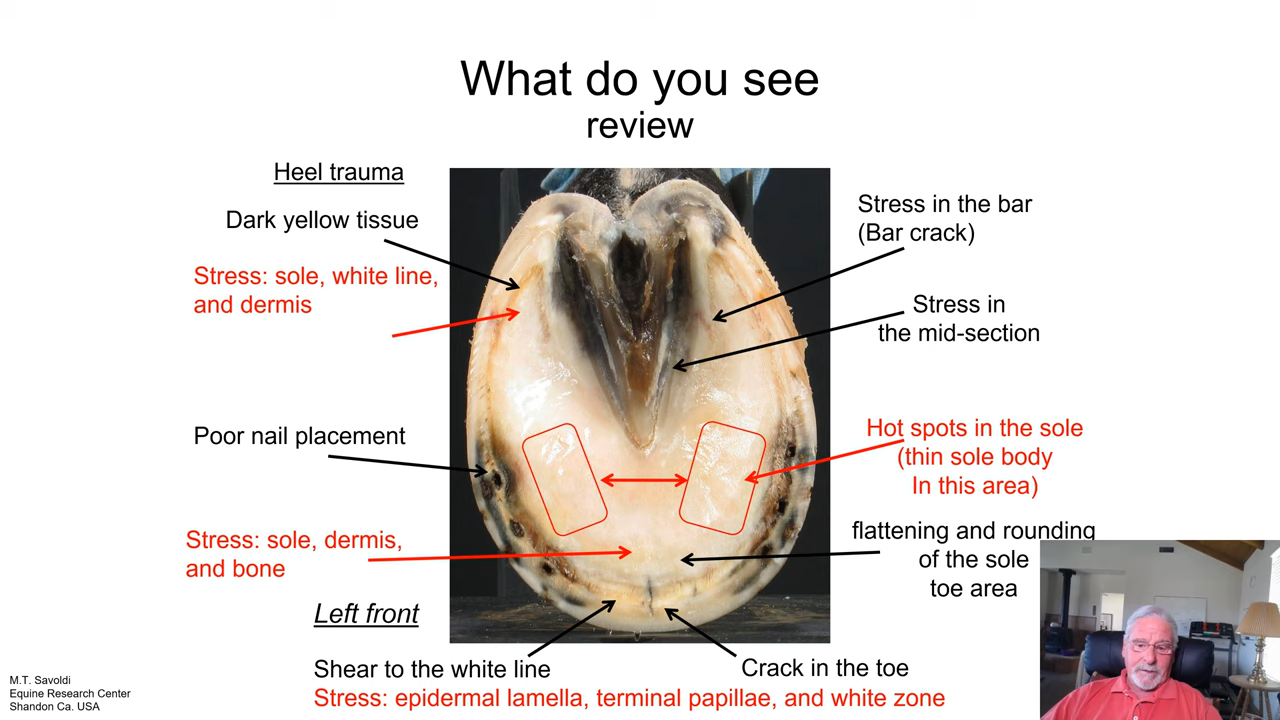 What do you see
review
Heel trauma
Dark yellow tissue
Stress: sole, white line,
and dermis
Stress in the bar
(Bar crack)
Stress in
the mid-section
Poor nail placement
Hot spots in the sole
(thin sole body
In this area)
Stress: sole, dermis,
and bone
flattening and rounding
of the sole
toe area
Left front
Shear to the white line
Crack in the toe
Stress: epidermal lamella, terminal papillae, and white zone
M.T. Savoldi
Equine Research Center
Shandon Ca. USA